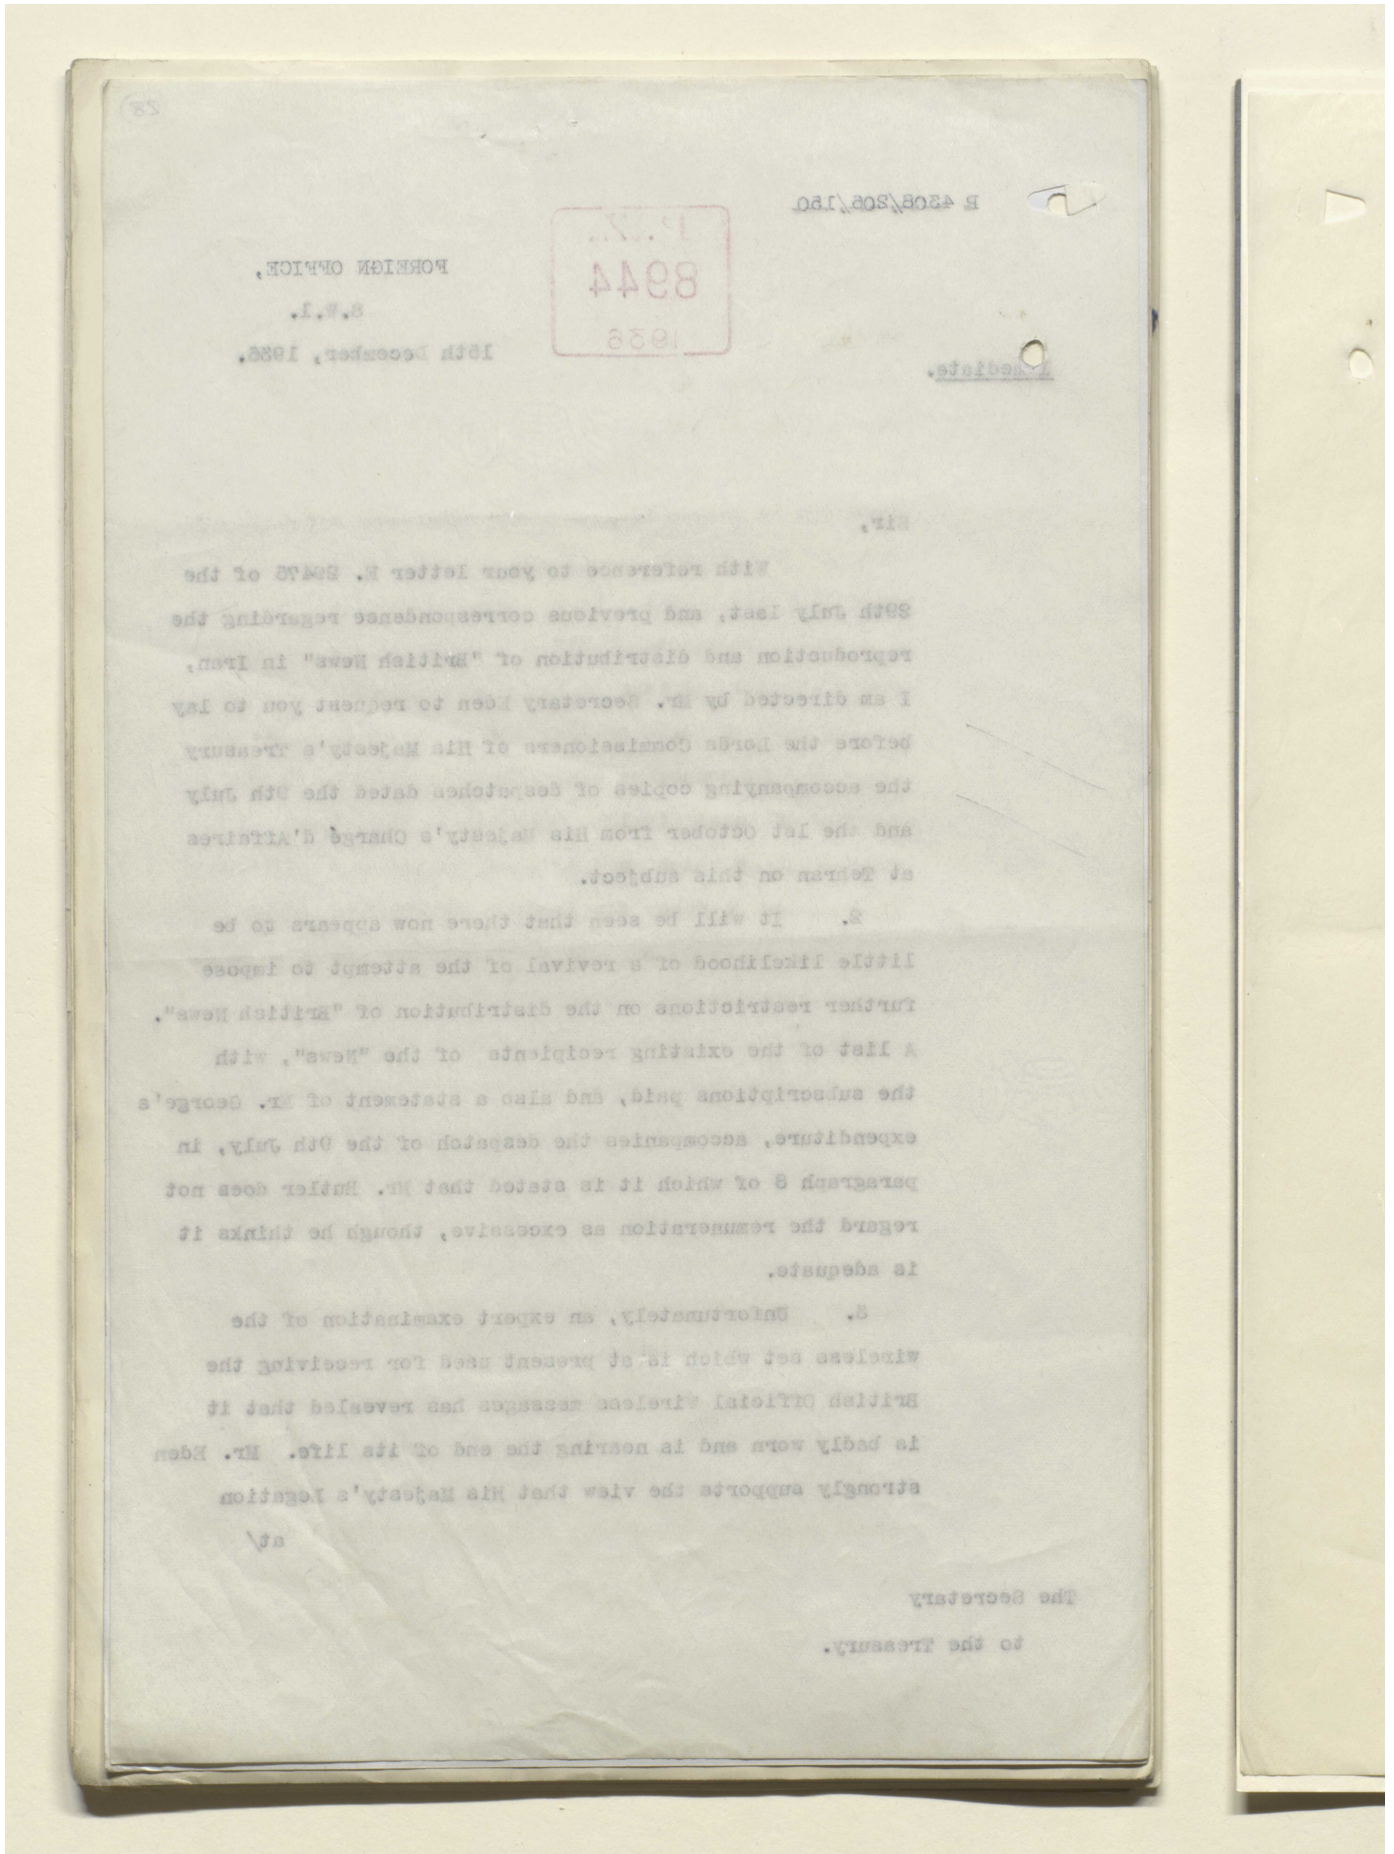 28
P 4308/206/150
P.Z.
8944
1936
FOREIGN OFFICE,
S.W.1.
15th December, 1936.
Immediate.
Sir,
With reference to your letter E. 29475 of the
29th July last, and previous correspondence regarding the
reproduction and distribution of "British News" in Iran,
I am directed by Mr. Secretary Eden to request you to lay
before the Lords Commissioners of His Majesty's Treasury
the accompanying copies of despatches dated the 9th July
and the 1st October from His Majesty's Chargé d'Affaires
at Tehran on this subject.
2. It will be seen that there now appears to be
little likelihood of a revival of the attempt to impose
further restrictions on the distribution of "British News".
A list of the existing recipients of the "News", with
the subscriptions paid, and also a statement of Mr. George's
expenditure, accompanies the despatch of the 9th July, in
paragraph 8 of which it is stated that Mr. Butler does not
regard the remuneration as excessive, though he thinks it
is adequate.
3. Unfortunately, an expert examination of the
wireless set which is at present used for receiving the
British Official Wireless messages has revealed that it
is badly worn and is nearing the end of its life. Mr. Eden
strongly supports the view that His Majesty's Legation
at/
The Secretary
to the Treasury.